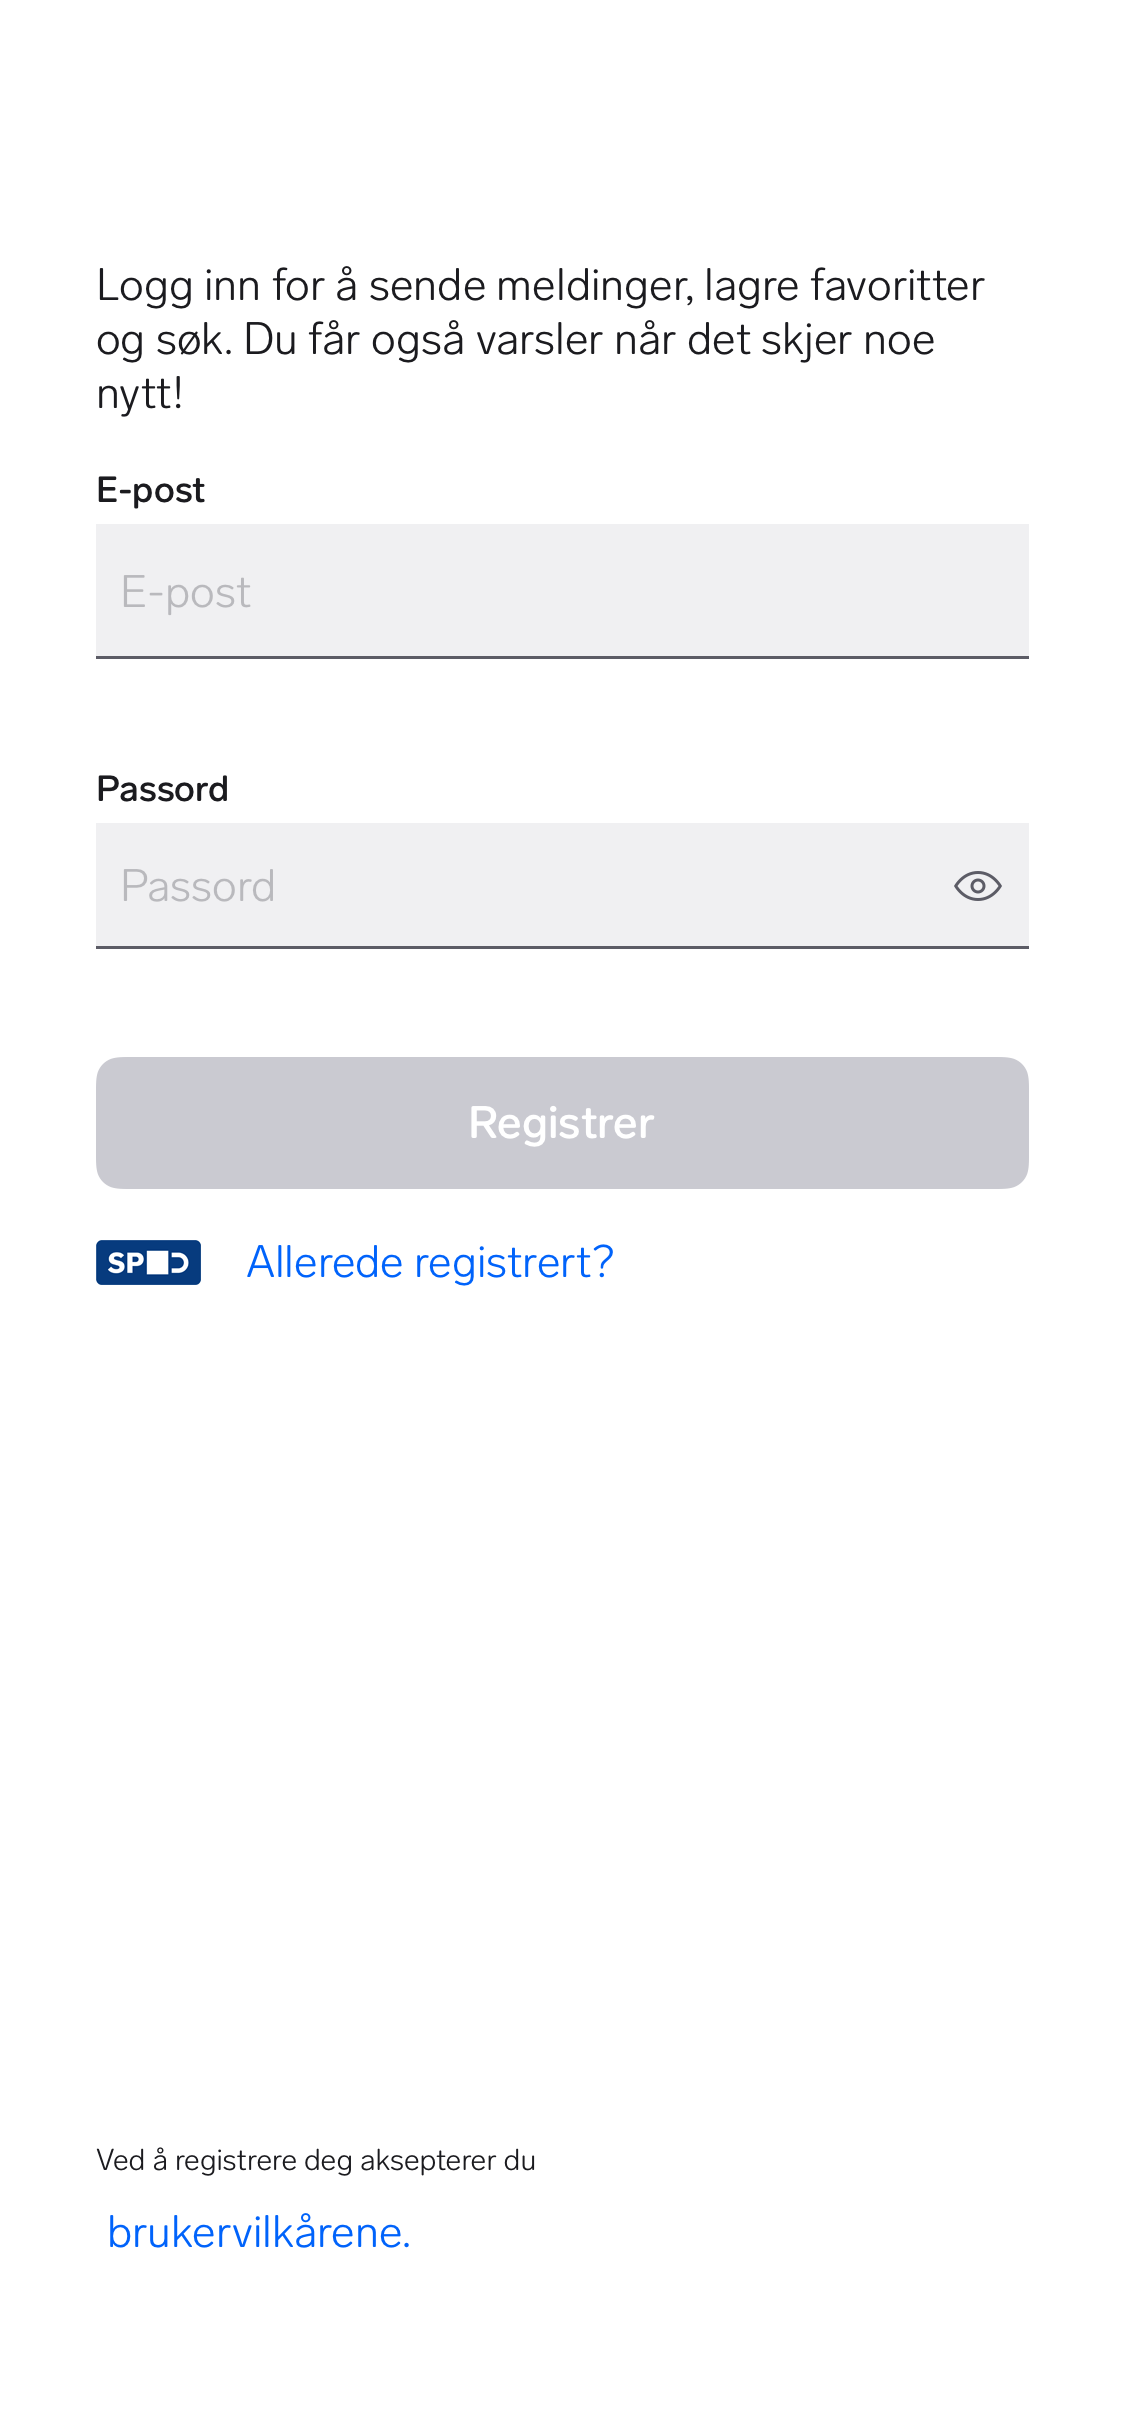 Logg inn for å sende meldinger, lagre favoritter
og søk. Du får også varsler når det skjer noe
nytt!
E-post
E-post
Passord
Passord
Registrer
Allerede registrert?
Ved å registrere deg aksepterer du
brukervilkårene.